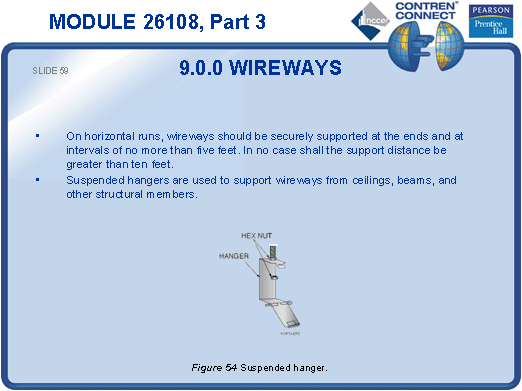 MODULE 26108, Part 3
nccer
CONTREN®
CONNECT
PEARSON
Prentice
Hall
SLIDE 59
9.0.0 WIREWAYS
• On horizontal runs, wireways should be securely supported at the ends and at
intervals of no more than five feet. In no case shall the support distance be
greater than ten feet.
• Suspended hangers are used to support wireways from ceilings, beams, and
other structural members.
HEX NUT
HANGER
Figure 54 Suspended hanger.